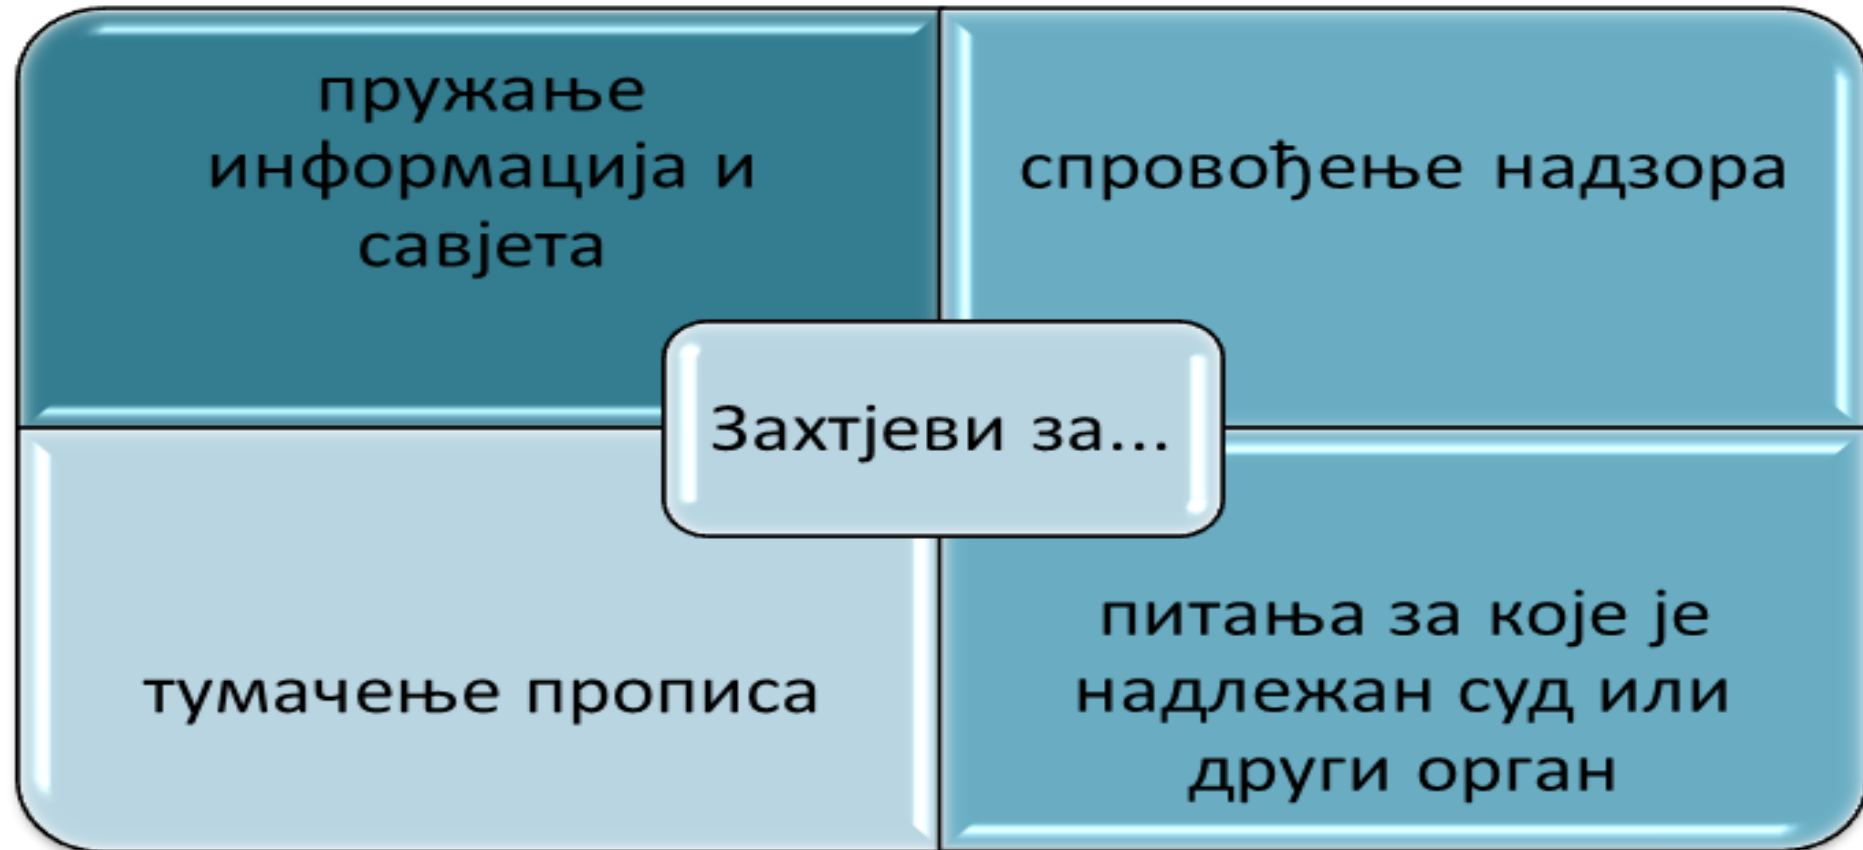 пружање
информација и
савјета
спровођење надзора
Захтјеви за...
тумачење прописа
питања за које је
надлежан суд или
други орган